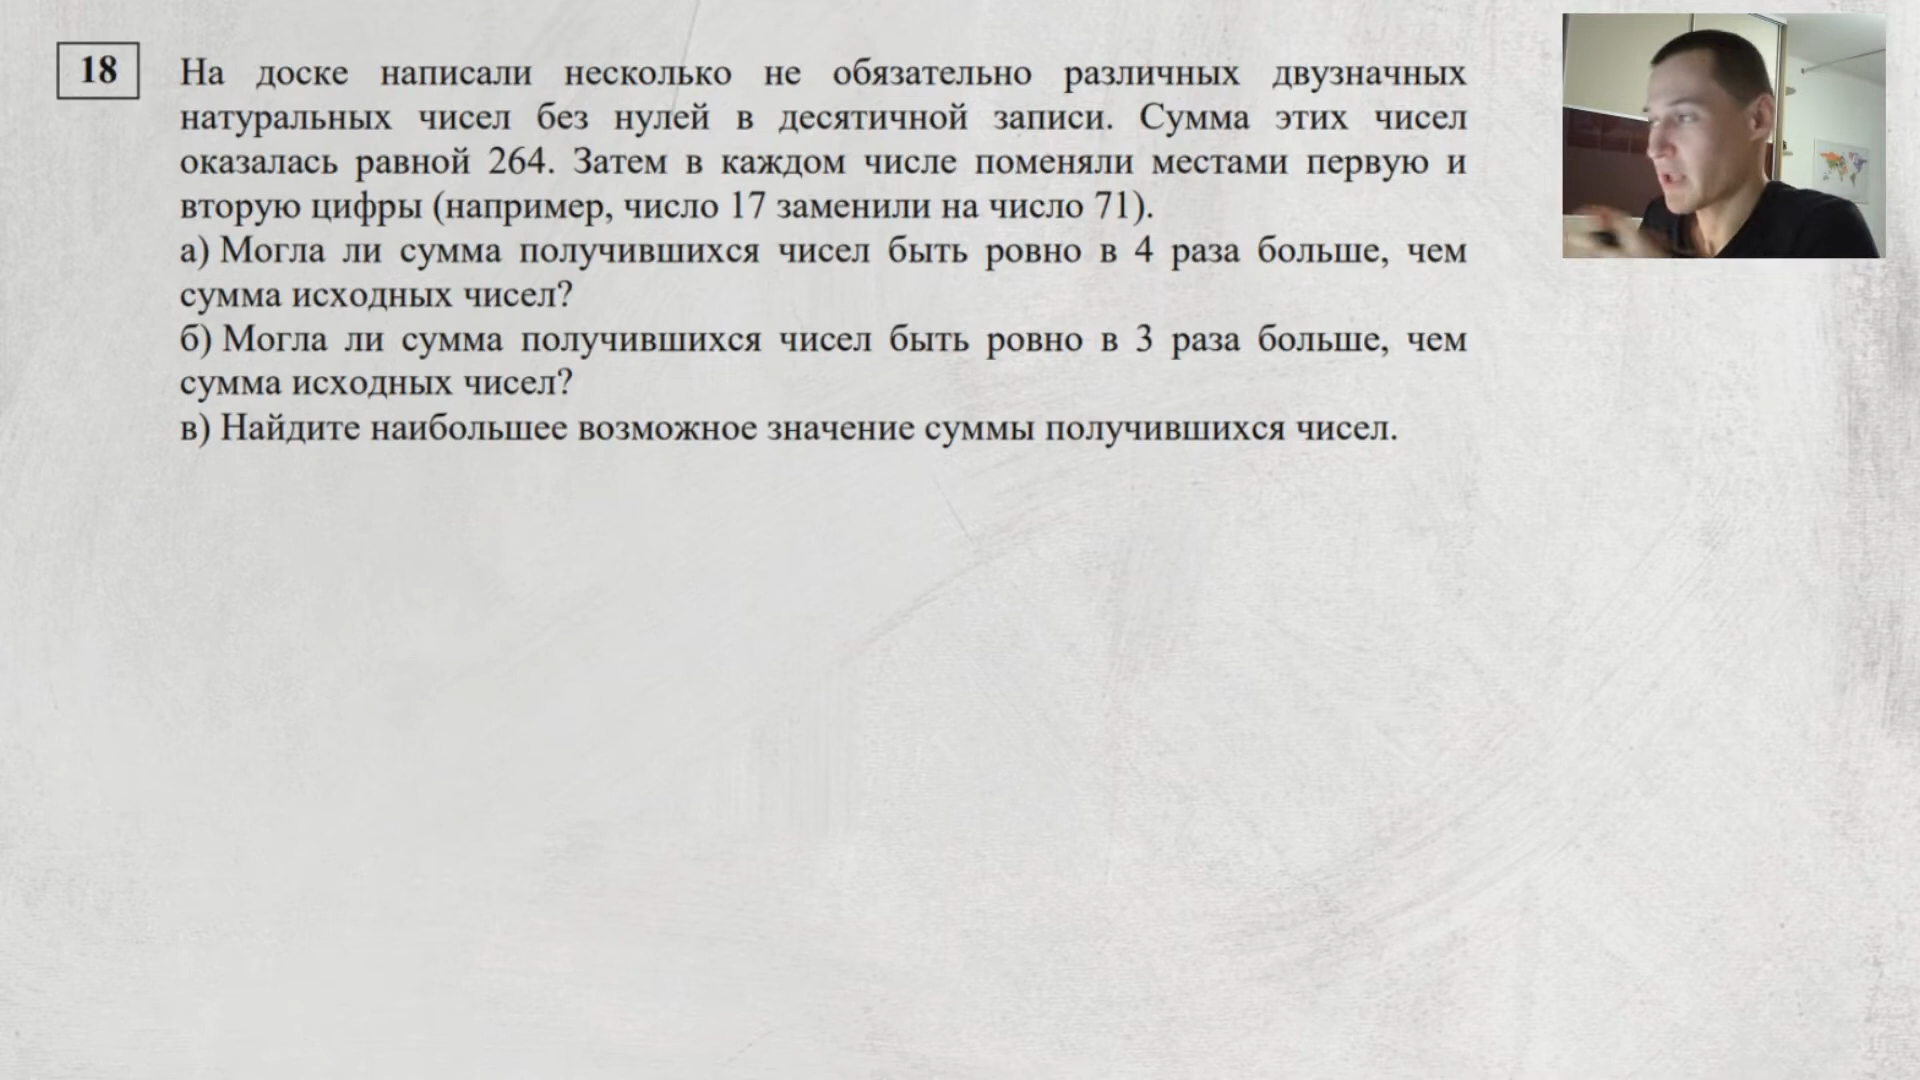 18
На доске написали несколько не обязательно различных двузначных
натуральных чисел без нулей в десятичной записи. Сумма этих чисел
оказалась равной 264. Затем в каждом числе поменяли местами первую и
вторую цифры (например, число 17 заменили на число 71).
а) Могла ли сумма получившихся чисел быть ровно в 4 раза больше, чем
сумма исходных чисел?
б) Могла ли сумма получившихся чисел быть ровно в 3 раза больше, чем
сумма исходных чисел?
в) Найдите наибольшее возможное значение суммы получившихся чисел.